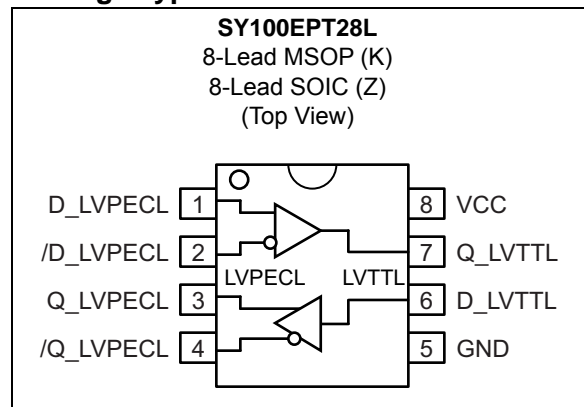 SY100EPT28L
8-Lead MSOP (K)
8-Lead SOIC (Z)
(Top View)
D_LVPECL 1 8 VCC
/D_LVPECL 2 7 Q_LVTTL
LVPECL LVTTL
Q_LVPECL 3 6 D_LVTTL
/Q_LVPECL 4 5 GND